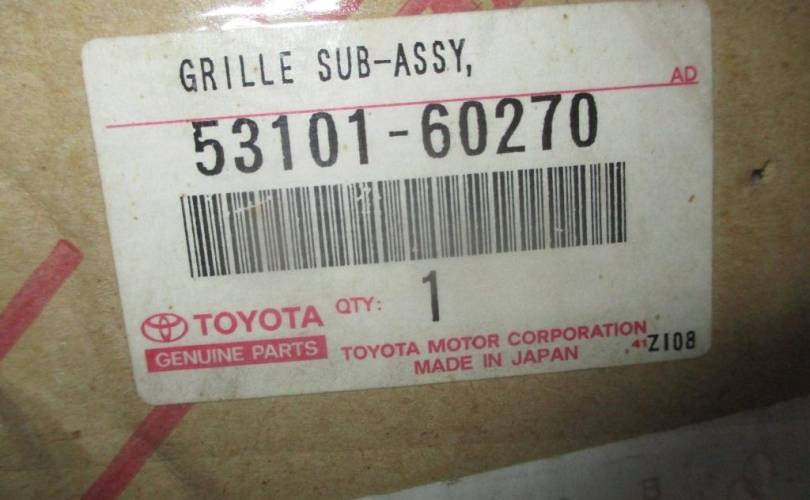 GRILLE SUB-ASSY,
AD
53101-60270
QTY: 1
TOYOTA
GENUINE PARTS
TOYOTA MOTOR CORPORATION
MADE IN JAPAN
41Z108